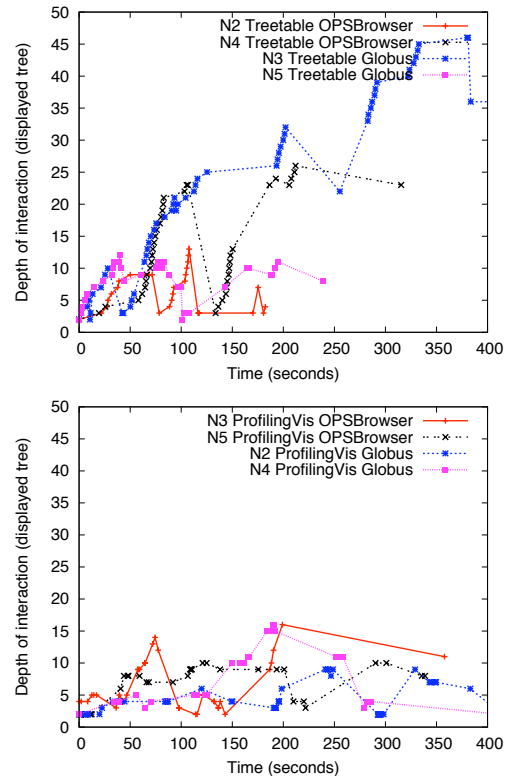 N2 Treetable OPSBrowser
N4 Treetable OPSBrowser
N3 Treetable Globus
N5 Treetable Globus
50
45
40
35
30
25
20
15
10
5
0
Depth of interaction (displayed tree)
0 50 100 150 200 250 300 350 400
Time (seconds)
N3 ProfilingVis OPSBrowser
N5 ProfilingVis OPSBrowser
N2 ProfilingVis Globus
N4 ProfilingVis Globus
50
45
40
35
30
25
20
15
10
5
0
Depth of interaction (displayed tree)
0 50 100 150 200 250 300 350 400
Time (seconds)